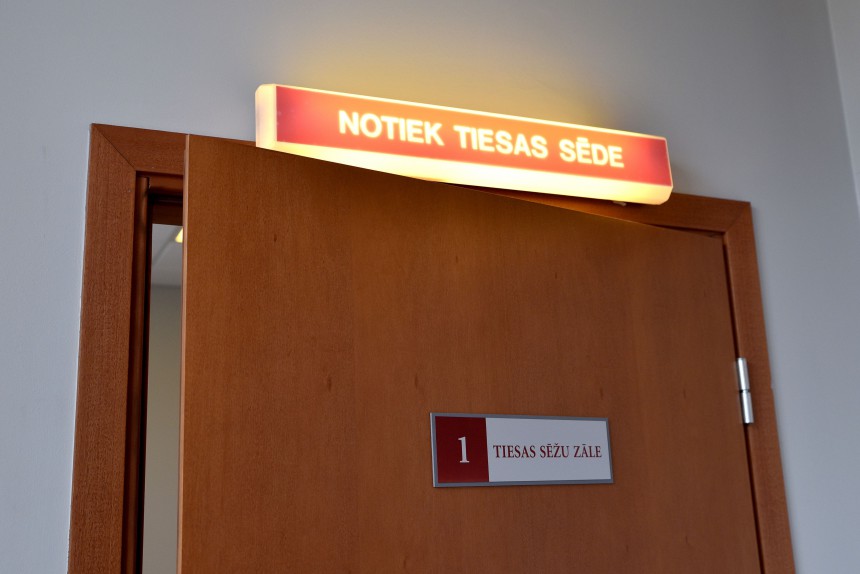 NOTIEK TIESAS SĒDE
1 TIESAS SĒŽU ZĀLE